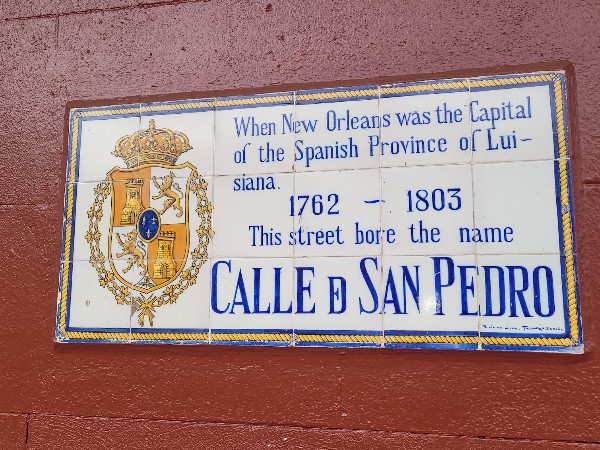 When New Orleans was the Capital
of the Spanish Province of Lui-
siana.
1762 - 1803
This street bore the name
CALLE D SAN PEDRO